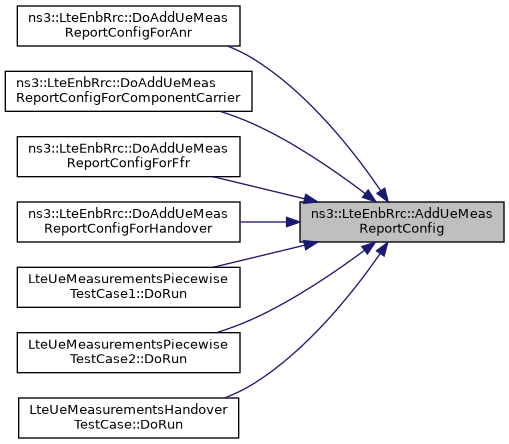 ns3::LteEnbRrc::DoAddUeMeas
ReportConfigForAnr
ns3::LteEnbRrc::DoAddUeMeas
ReportConfigForComponentCarrier
ns3::LteEnbRrc::DoAddUeMeas
ReportConfigForFfr
ns3::LteEnbRrc::AddUeMeas
ReportConfig
ns3::LteEnbRrc::DoAddUeMeas
ReportConfigForHandover
LteUeMeasurementsPiecewise
TestCase1::DoRun
LteUeMeasurementsPiecewise
TestCase2::DoRun
LteUeMeasurementsHandover
TestCase::DoRun